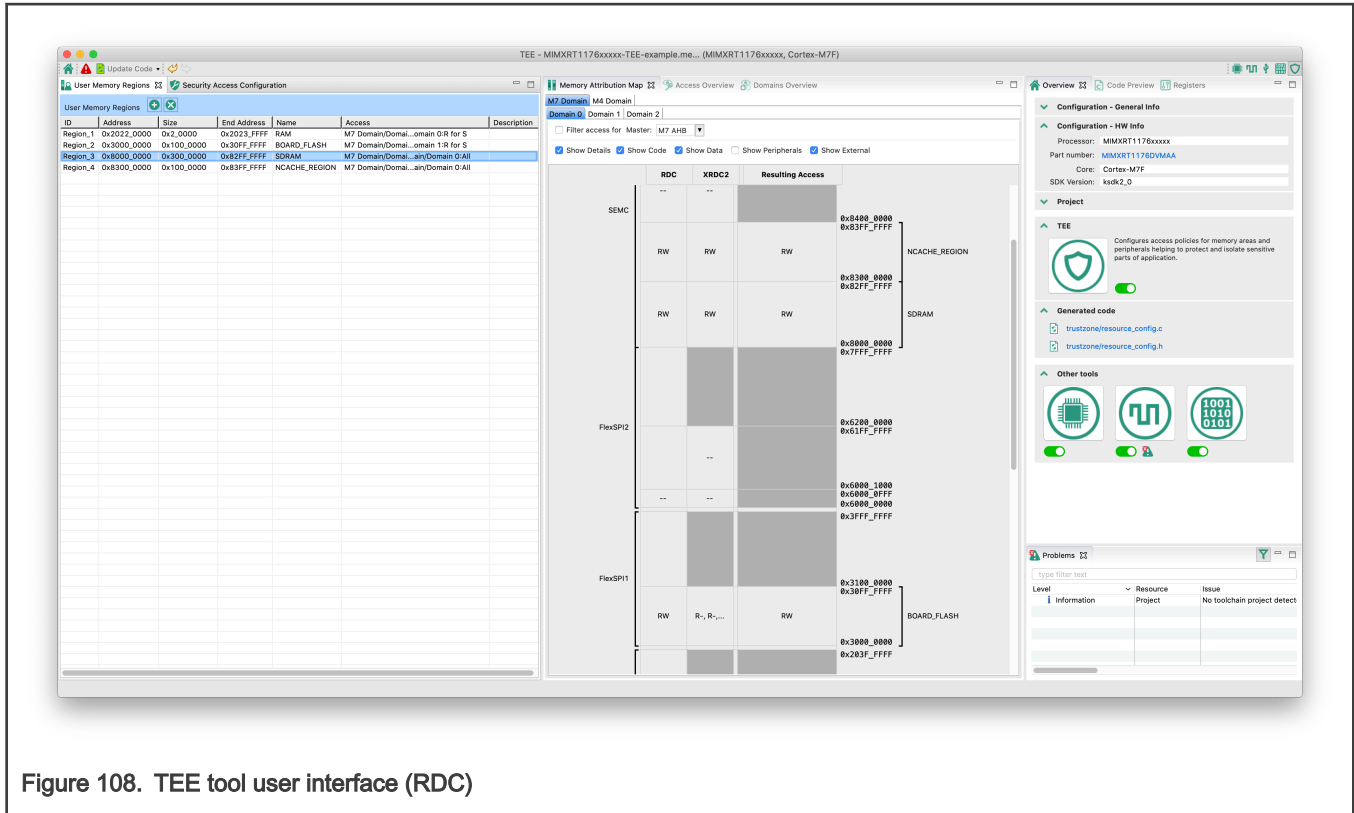 TEE - MIMXRT1176xxxxx-TEE-example.me... (MIMXRT1176xxxxx, Cortex-M7F)
Update Code
User Memory Regions
Security Access Configuration
User Memory Regions
ID Address Size End Address Name Access Description
Region_1 0x2022_0000 0x2_0000 0x2023_FFFF RAM M7 Domain/Domai...omain 0:R for S
Region_2 0x3000_0000 0x100_0000 0x30FF_FFFF BOARD_FLASH M7 Domain/Domai...omain 1:R for S
Region_3 0x8000_0000 0x300_0000 0x82FF_FFFF SDRAM M7 Domain/Domai...ain/Domain 0:All
Region_4 0x8300_0000 0x100_0000 0x83FF_FFFF NCACHE_REGION M7 Domain/Domai...ain/Domain 0:All
Memory Attribution Map Access Overview Domains Overview
M7 Domain M4 Domain
Domain 0 Domain 1 Domain 2
Filter access for Master: M7 AHB
Show Details Show Code Show Data Show Peripherals Show External
RDC XRDC2 Resulting Access
-- --
SEMC
0x8400_0000
0x83FF_FFFF
RW RW RW NCACHE_REGION
0x8300_0000
0x82FF_FFFF
RW RW RW SDRAM
0x8000_0000
0x7FFF_FFFF
0x6200_0000
FlexSPI2
0x61FF_FFFF
--
0x6000_1000
0x6000_0FFF
-- --
0x6000_0000
0x3FFF_FFFF
FlexSPI1
0x3100_0000
0x30FF_FFFF
RW R-, R-,... RW BOARD_FLASH
0x3000_0000
0x203F_FFFF
Overview Code Preview Registers
Configuration - General Info
Configuration - HW Info
Processor: MIMXRT1176xxxxx
Part number: MIMXRT1176DVMAA
Core: Cortex-M7F
SDK Version: ksdk2_0
Project
TEE
Configures access policies for memory areas and
peripherals helping to protect and isolate sensitive
parts of application.
Generated code
trustzone/resource_config.c
trustzone/resource_config.h
Other tools
1001
1010
0101
Problems
type filter text
Level Resource Issue
Information Project No toolchain project detect
Figure 108. TEE tool user interface (RDC)